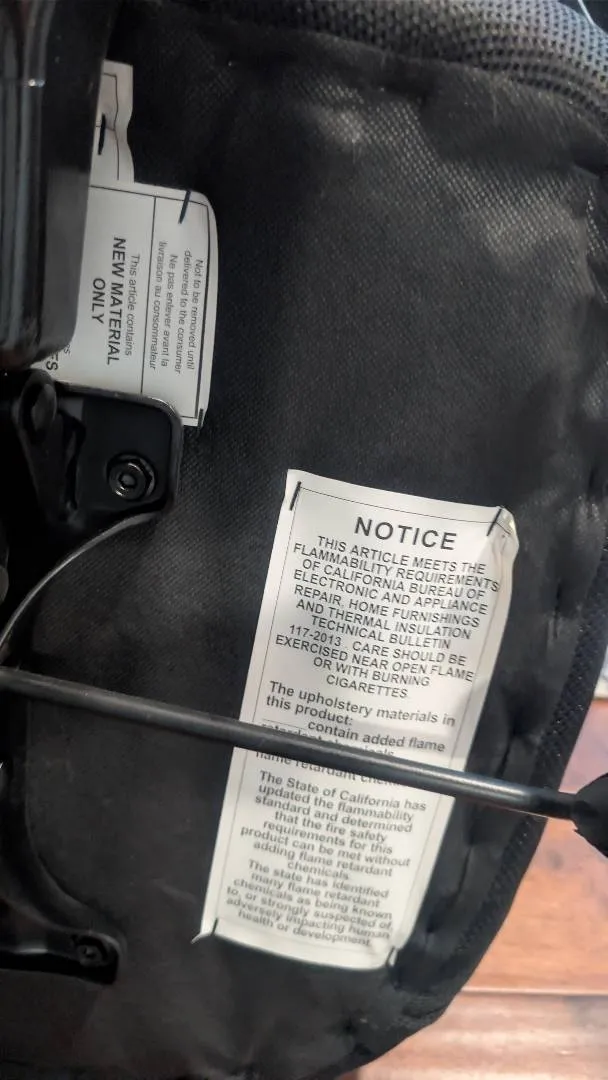 Not to be removed until
delivered to the consumer
Ne pas enlever avant la
livraison au consommateur
This article contains
NEW MATERIAL
ONLY
NOTICE
THIS ARTICLE MEETS THE
FLAMMABILITY REQUIREMENTS
OF CALIFORNIA BUREAU OF
ELECTRONIC AND APPLIANCE
REPAIR, HOME FURNISHINGS
AND THERMAL INSULATION
TECHNICAL BULLETIN
117-2013 . CARE SHOULD BE
EXERCISED NEAR OPEN FLAME
OR WITH BURNING
CIGARETTES.
The upholstery materials in
this product:
contain added flame
retardant chemicals
flame retardant
The State of California has
updated the flammability
standard and determined
that the fire safety
requirements for this
product can be met without
adding flame retardant
chemicals.
The state has identified
many flame retardant
chemicals as being known
to, or strongly suspected of,
adversely impacting human
health or development.